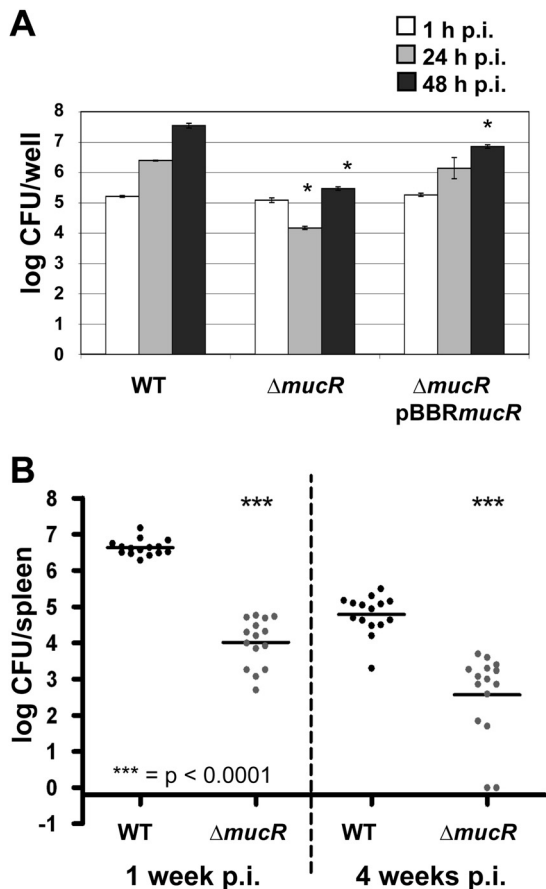 A
1 h p.i.
24 h p.i.
48 h p.i.
log CFU/well
8
7
6
5
4
3
2
1
0
* * *
WT ΔmucR ΔmucR
pBBRmucR
B
log CFU/spleen
8
7
6
5
4
3
2
1
0
-1
*** ***
*** = p < 0.0001
WT ΔmucR WT ΔmucR
1 week p.i. 4 weeks p.i.